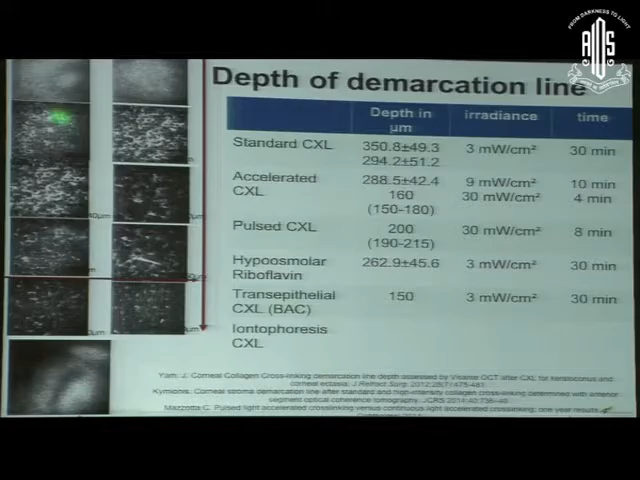 FROM DARKNESS TO LIGHT
AIOS
Depth of demarcation line
Depth in µm irradiance time
Standard CXL 350.8±49.3 3 mW/cm² 30 min
294.2±51.2
Accelerated CXL 288.5±42.4 9 mW/cm² 10 min
160 30 mW/cm² 4 min
(150-180)
Pulsed CXL 200 30 mW/cm² 8 min
(190-215)
Hypoosmolar Riboflavin 262.9±45.6 3 mW/cm² 30 min
Transepithelial CXL (BAC) 150 3 mW/cm² 30 min
Iontophoresis CXL
Yam. J. Corneal Collagen Cross-linking demarcation line depth assessed by Visante OCT after CXL for keratoconus and
corneal ectasia. J Refract Surg. 2012;28(7):475-481.
Kymionis. Corneal stroma demarcation line after standard and high-intensity collagen cross-linking determined with anterior
segment optical coherence tomography. JCRS 2014;40:736-40
Mazzotta C. Pulsed light accelerated crosslinking versus continuous light accelerated crosslinking: one year results.